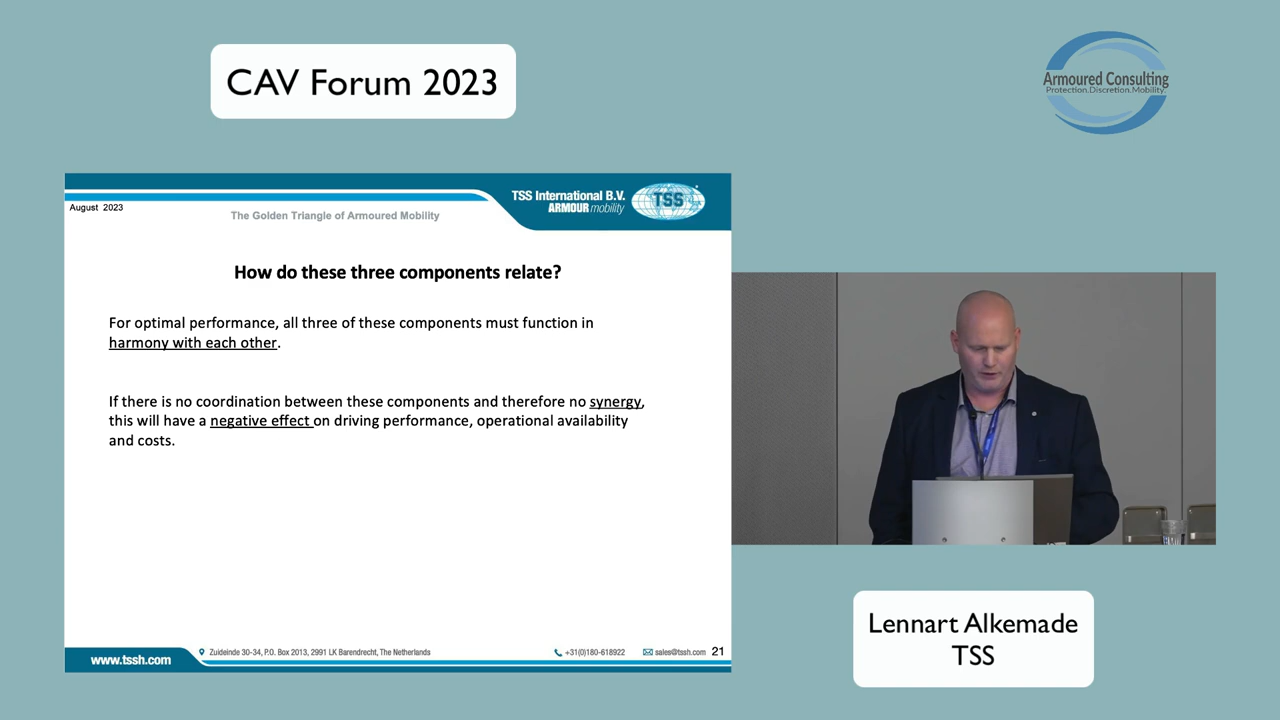 CAV Forum 2023
Armoured Consulting
Protection.Discretion.Mobility.
TSS International B.V.
ARMOUR mobility
TSS
August 2023
The Golden Triangle of Armoured Mobility
How do these three components relate?
For optimal performance, all three of these components must function in
harmony with each other.
If there is no coordination between these components and therefore no synergy,
this will have a negative effect on driving performance, operational availability
and costs.
www.tssh.com
Zuideinde 30-34, P.O. Box 2013, 2991 LK Barendrecht, The Netherlands
+31(0)180-618922
sales@tssh.com
21
Lennart Alkemade
TSS